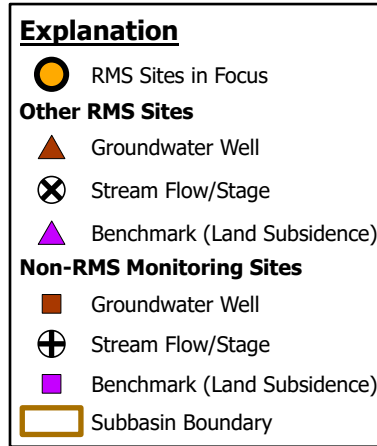 Explanation
RMS Sites in Focus
Other RMS Sites
Groundwater Well
Stream Flow/Stage
Benchmark (Land Subsidence)
Non-RMS Monitoring Sites
Groundwater Well
Stream Flow/Stage
Benchmark (Land Subsidence)
Subbasin Boundary